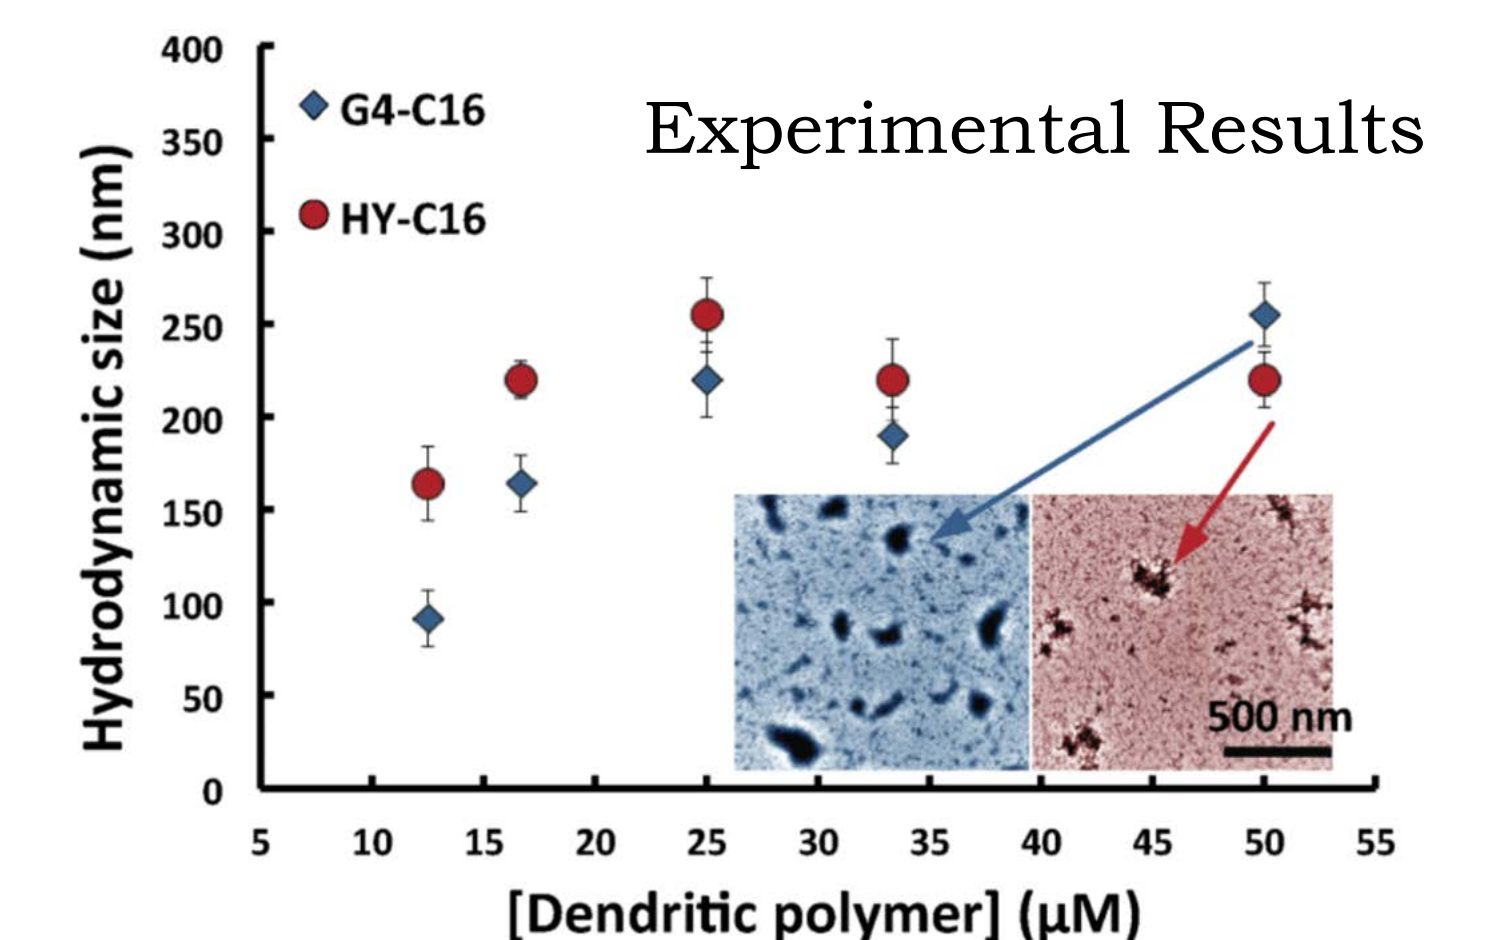 400
350
300
250
200
150
100
50
0
Hydrodynamic size (nm)
G4-C16
HY-C16
Experimental Results
500 nm
5 10 15 20 25 30 35 40 45 50 55
[Dendritic polymer] (μM)